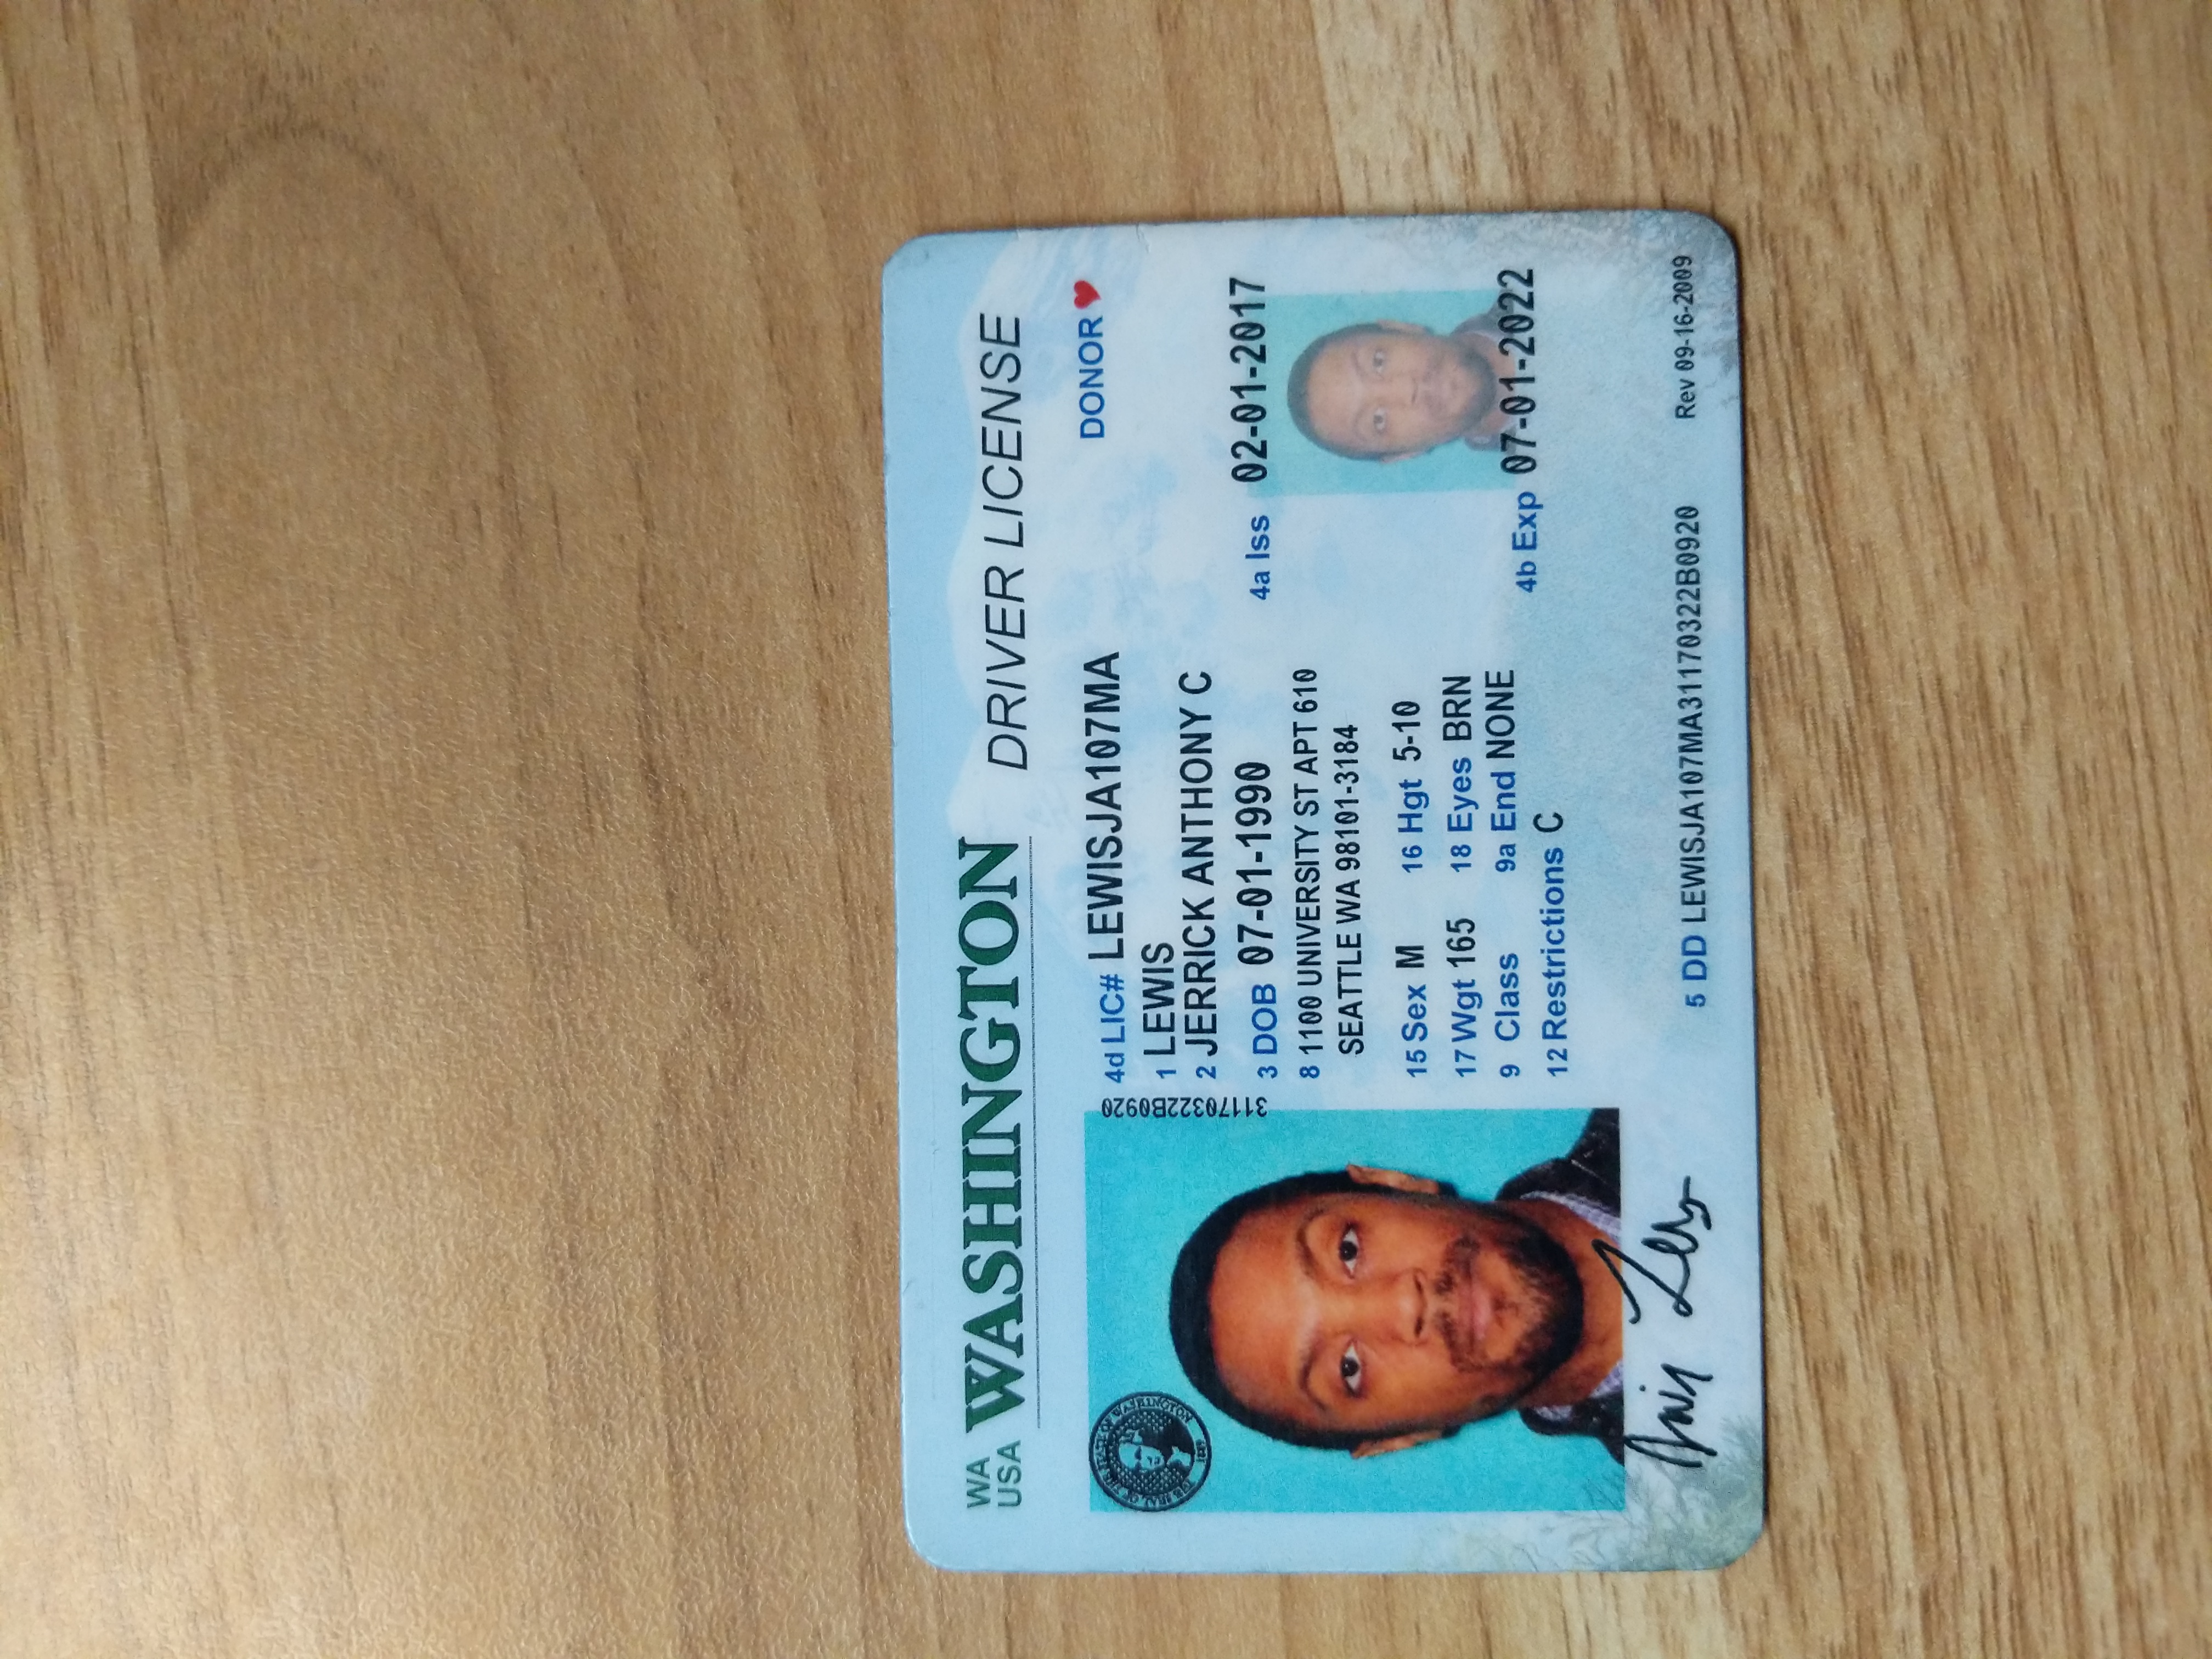 WA
USA
WASHINGTON
DRIVER LICENSE
DONOR
31170322B0920
4d LIC# LEWISJA107MA
1 LEWIS
2 JERRICK ANTHONY C
3 DOB 07-01-1990
4a Iss 02-01-2017
8 1100 UNIVERSITY ST APT 610
SEATTLE WA 98101-3184
15 Sex M 16 Hgt 5-10
17 Wgt 165 18 Eyes BRN
9 Class 9a End NONE
4b Exp 07-01-2022
12 Restrictions C
5 DD LEWISJA107MA31170322B0920
Rev 09-16-2009
THE SEAL OF THE STATE OF WASHINGTON
1889